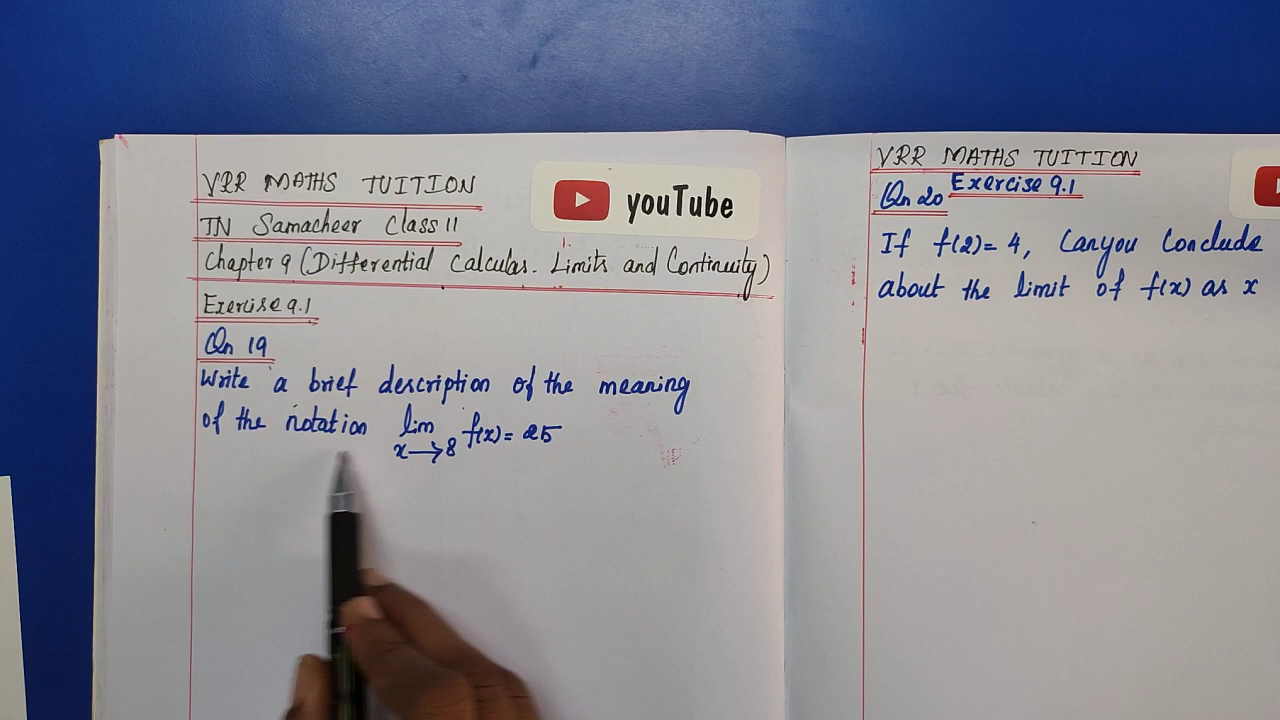 VRR MATHS TUITION
TN Samacheer Class 11
Chapter 9 (Differential Calculas. Limits and Continuity)
Exercise 9.1
Qn 19
Write a brief description of the meaning
of the notation lim f(x) = 25
x→8
YouTube
VRR MATHS TUITION
Qn 20 Exercise 9.1
If f(2) = 4, Can you Conclude
about the limit of f(x) as x